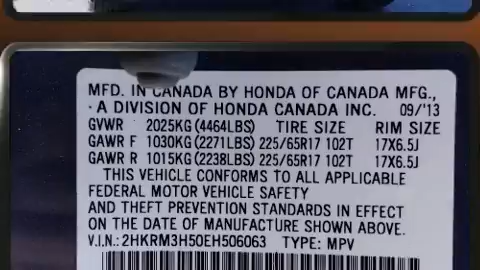 MFD. IN CANADA BY HONDA OF CANADA MFG.,
· A DIVISION OF HONDA CANADA INC. 09/'13
GVWR 2025KG (4464LBS) TIRE SIZE RIM SIZE
GAWR F 1030KG (2271LBS) 225/65R17 102T 17X6.5J
GAWR R 1015KG (2238LBS) 225/65R17 102T 17X6.5J
THIS VEHICLE CONFORMS TO ALL APPLICABLE
FEDERAL MOTOR VEHICLE SAFETY
AND THEFT PREVENTION STANDARDS IN EFFECT
ON THE DATE OF MANUFACTURE SHOWN ABOVE.
V.I.N.: 2HKRM3H50EH506063 TYPE: MPV